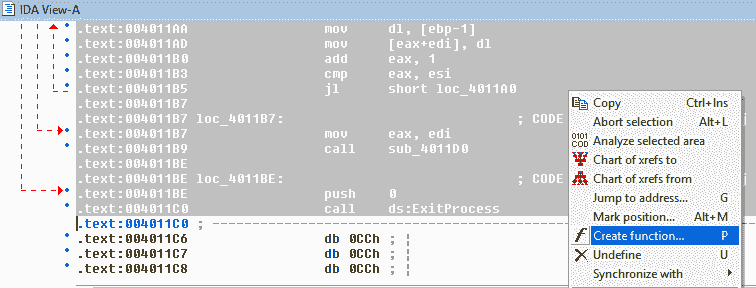 IDA View-A
.text:004011AA mov dl, [ebp-1]
.text:004011AD mov [eax+edi], dl
.text:004011B0 add eax, 1
.text:004011B3 cmp eax, esi
.text:004011B5 jl short loc_4011A0
.text:004011B7
.text:004011B7 loc_4011B7: ; CODE
.text:004011B7 mov eax, edi
.text:004011B9 call sub_4011D0
.text:004011BE
.text:004011BE loc_4011BE: ; CODE
.text:004011BE push 0
.text:004011C0 call ds:ExitProcess
.text:004011C0 ; ---------------------------------------------------------------------------
.text:004011C6 db 0CCh ; ¦
.text:004011C7 db 0CCh ; ¦
.text:004011C8 db 0CCh ; ¦
Copy Ctrl+Ins
Abort selection Alt+L
0101 COD Analyze selected area
Chart of xrefs to
Chart of xrefs from
Jump to address... G
Mark position... Alt+M
f Create function... P
Undefine U
Synchronize with